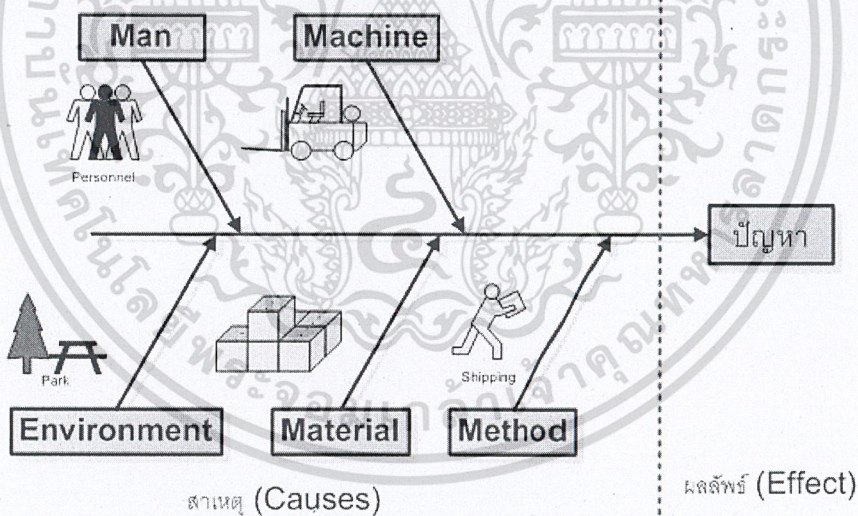 Man
Machine
Personnel
ปัญหา
Park
Shipping
Environment
Material
Method
สาเหตุ (Causes)
ผลลัพธ์ (Effect)